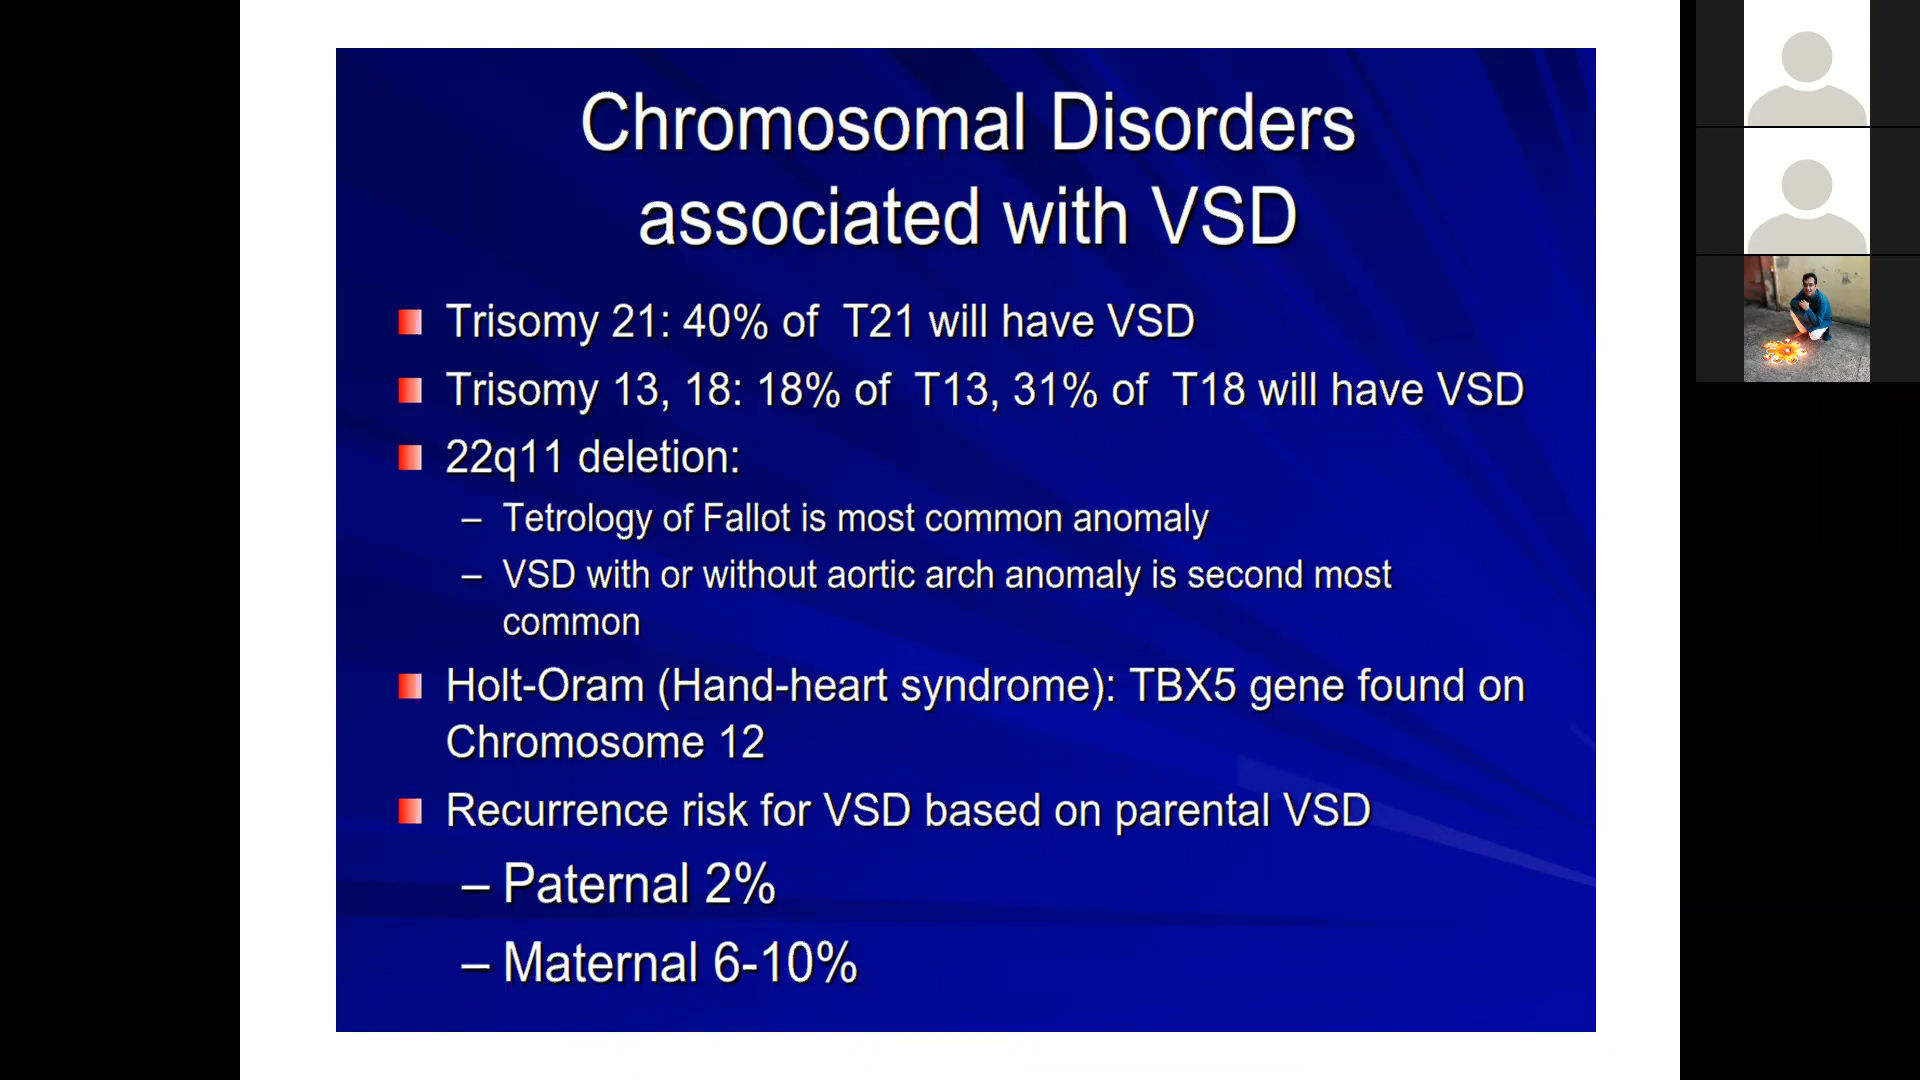 Chromosomal Disorders
associated with VSD
Trisomy 21: 40% of T21 will have VSD
Trisomy 13, 18: 18% of T13, 31% of T18 will have VSD
22q11 deletion:
– Tetrology of Fallot is most common anomaly
– VSD with or without aortic arch anomaly is second most
common
Holt-Oram (Hand-heart syndrome): TBX5 gene found on
Chromosome 12
Recurrence risk for VSD based on parental VSD
– Paternal 2%
– Maternal 6-10%